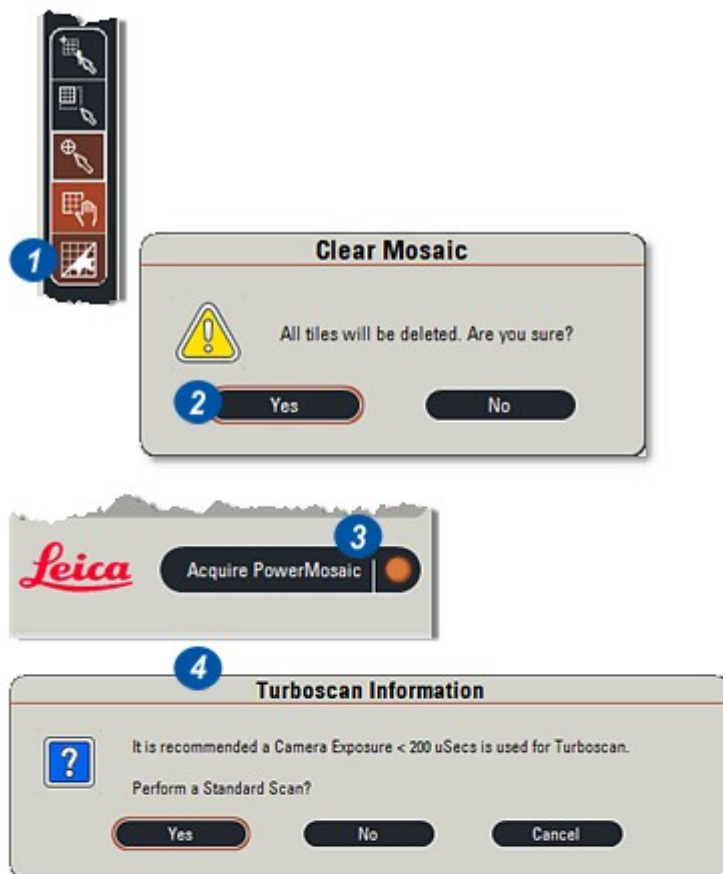 1
Clear Mosaic
All tiles will be deleted. Are you sure?
2
Yes No
3
Leica Acquire PowerMosaic
4
Turboscan Information
? It is recommended a Camera Exposure < 200 uSecs is used for Turboscan.
Perform a Standard Scan?
Yes No Cancel